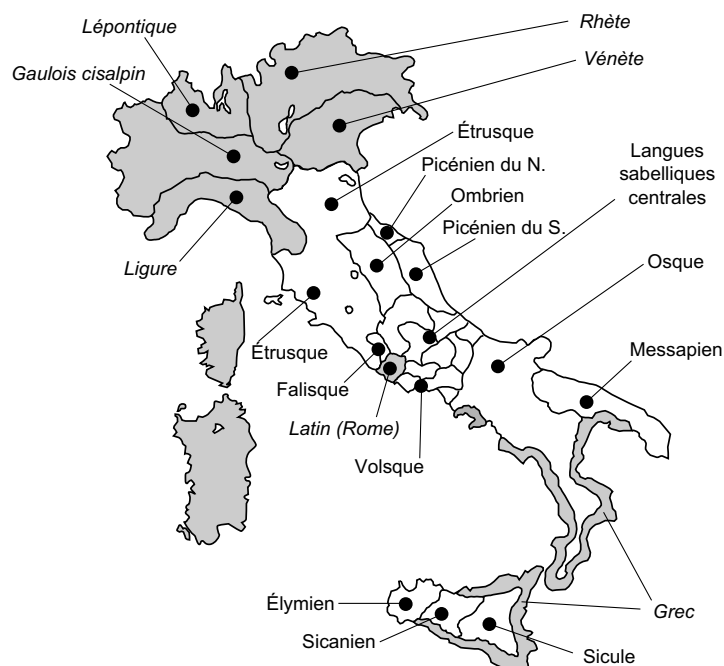 Lépontique
Rhète
Gaulois cisalpin
Vénète
Étrusque
Langues
sabelliques
centrales
Picénien du N.
Ombrien
Picénien du S.
Ligure
Osque
Étrusque
Messapien
Falisque
Latin (Rome)
Volsque
Élymien
Grec
Sicanien
Sicule